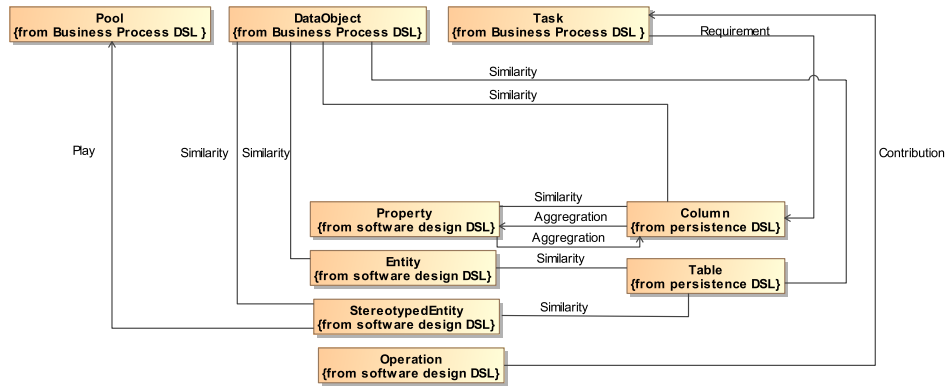 Pool
{from Business Process DSL }
DataObject
{from Business Process DSL}
Task
{from Business Process DSL }
Requirement
Similarity
Similarity
Play
Similarity
Similarity
Contribution
Property
{from software design DSL}
Similarity
Aggregration
Aggregration
Column
{from persistence DSL}
Entity
{from software design DSL}
Similarity
Table
{from persistence DSL}
StereotypedEntity
{from software design DSL}
Similarity
Operation
{from software design DSL}